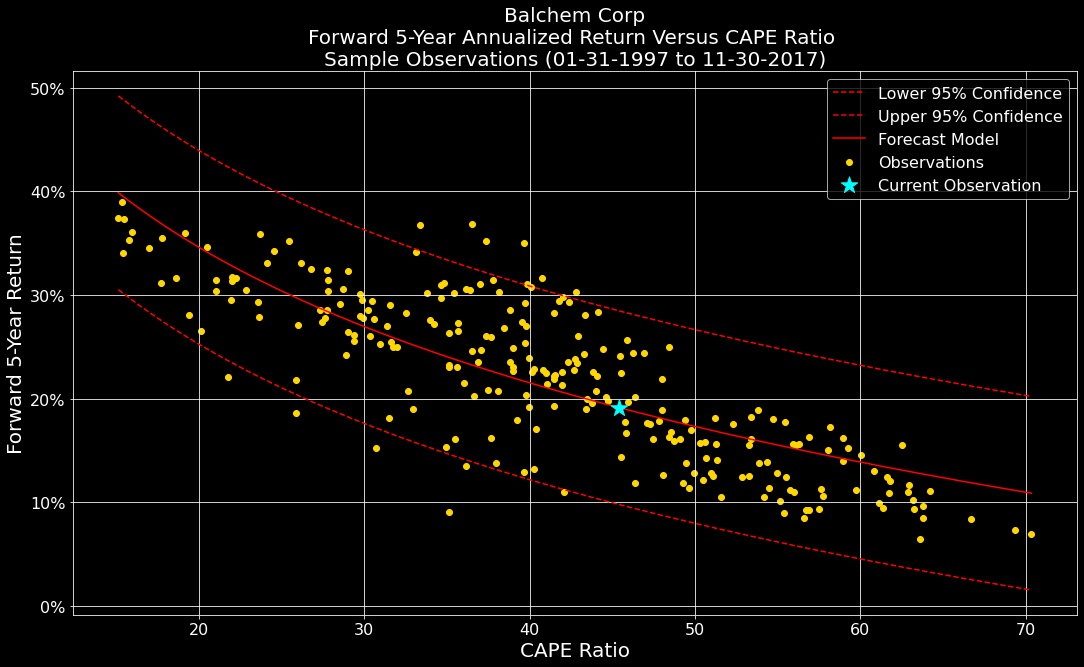 Balchem Corp
Forward 5-Year Annualized Return Versus CAPE Ratio
Sample Observations (01-31-1997 to 11-30-2017)
Lower 95% Confidence
Upper 95% Confidence
Forecast Model
Observations
Current Observation
Forward 5-Year Return
50%
40%
30%
20%
10%
0%
20 30 40 50 60 70
CAPE Ratio